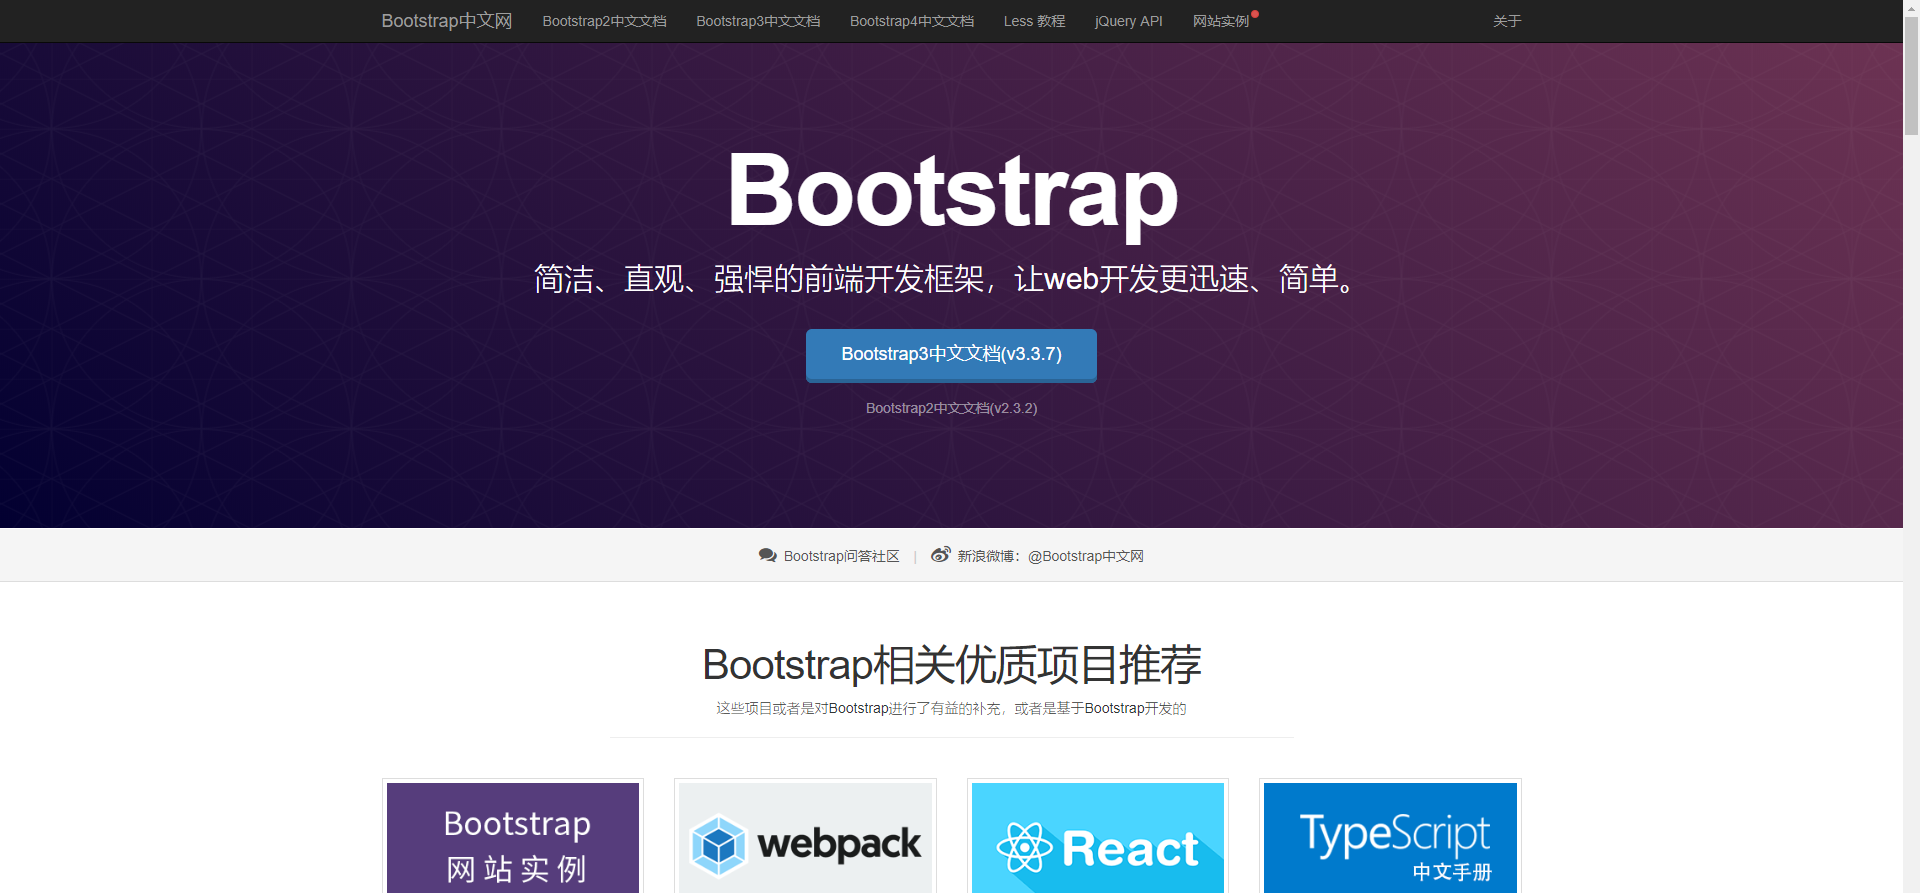 Bootstrap中文网 Bootstrap2中文文档 Bootstrap3中文文档 Bootstrap4中文文档 Less 教程 jQuery API 网站实例 关于
Bootstrap
简洁、直观、强悍的前端开发框架，让web开发更迅速、简单。
Bootstrap3中文文档(v3.3.7)
Bootstrap2中文文档(v2.3.2)
Bootstrap问答社区 | 新浪微博：@Bootstrap中文网
Bootstrap相关优质项目推荐
这些项目或者是对Bootstrap进行了有益的补充，或者是基于Bootstrap开发的
Bootstrap
网站实例
webpack
React
TypeScript
中文手册